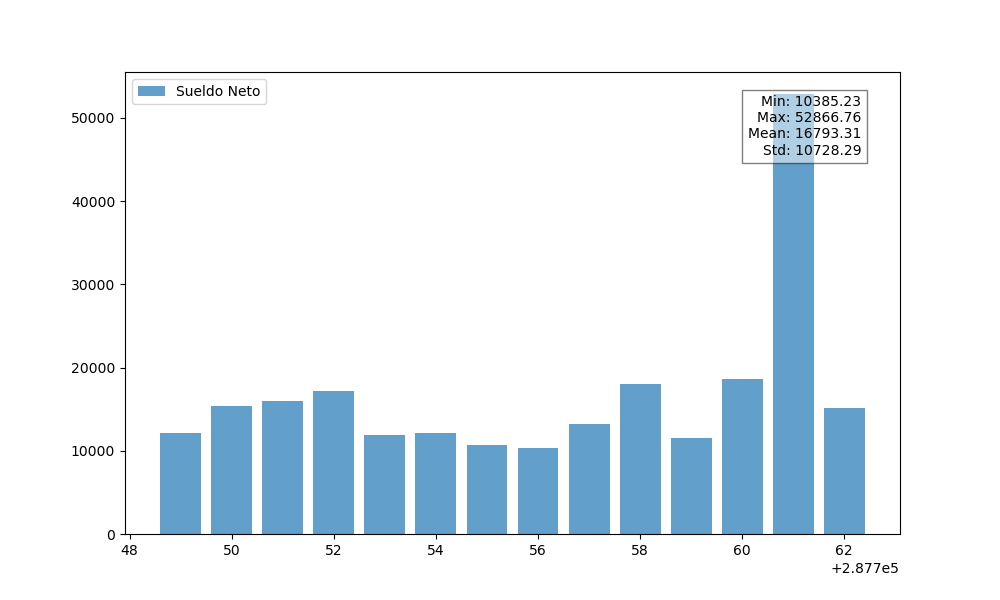 Sueldo Neto
Min: 10385.23
Max: 52866.76
Mean: 16793.31
Std: 10728.29
50000
40000
30000
20000
10000
0
48 50 52 54 56 58 60 62
+2.877e5